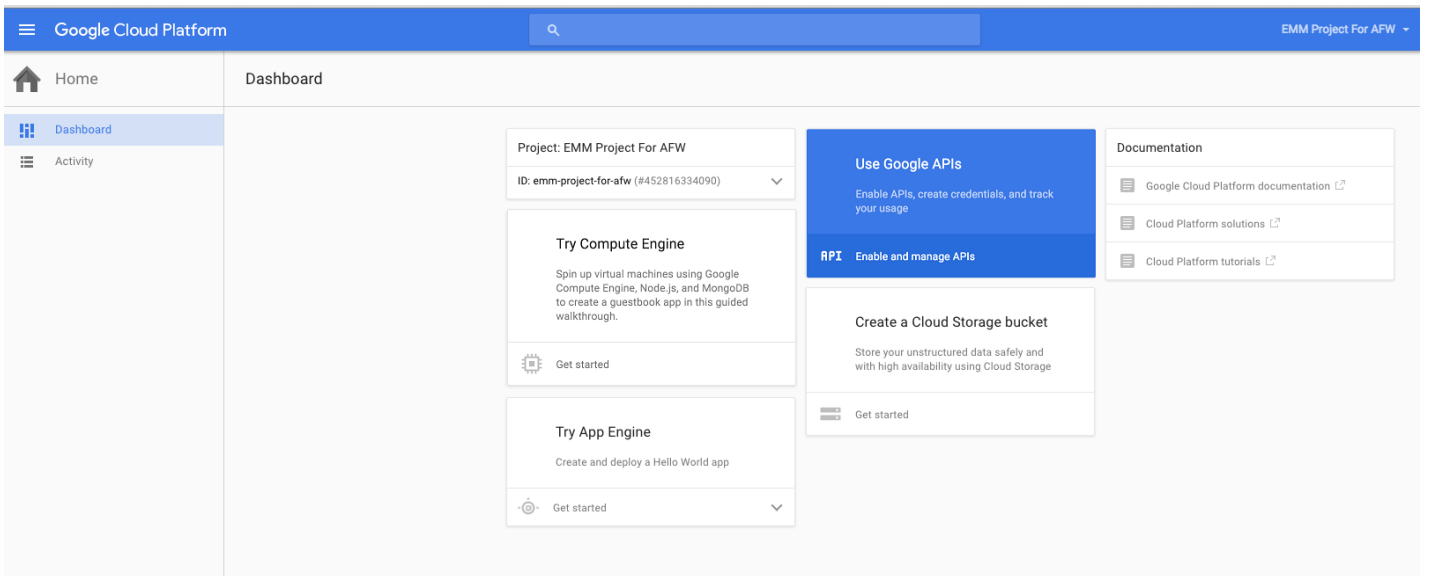 Google Cloud Platform
EMM Project For AFW
Home
Dashboard
Dashboard
Activity
Project: EMM Project For AFW
ID: emm-project-for-afw (#452816334090)
Try Compute Engine
Spin up virtual machines using Google
Compute Engine, Node.js, and MongoDB
to create a guestbook app in this guided
walkthrough.
Get started
Try App Engine
Create and deploy a Hello World app
Get started
Use Google APIs
Enable APIs, create credentials, and track
your usage
API Enable and manage APIs
Create a Cloud Storage bucket
Store your unstructured data safely and
with high availability using Cloud Storage
Get started
Documentation
Google Cloud Platform documentation
Cloud Platform solutions
Cloud Platform tutorials